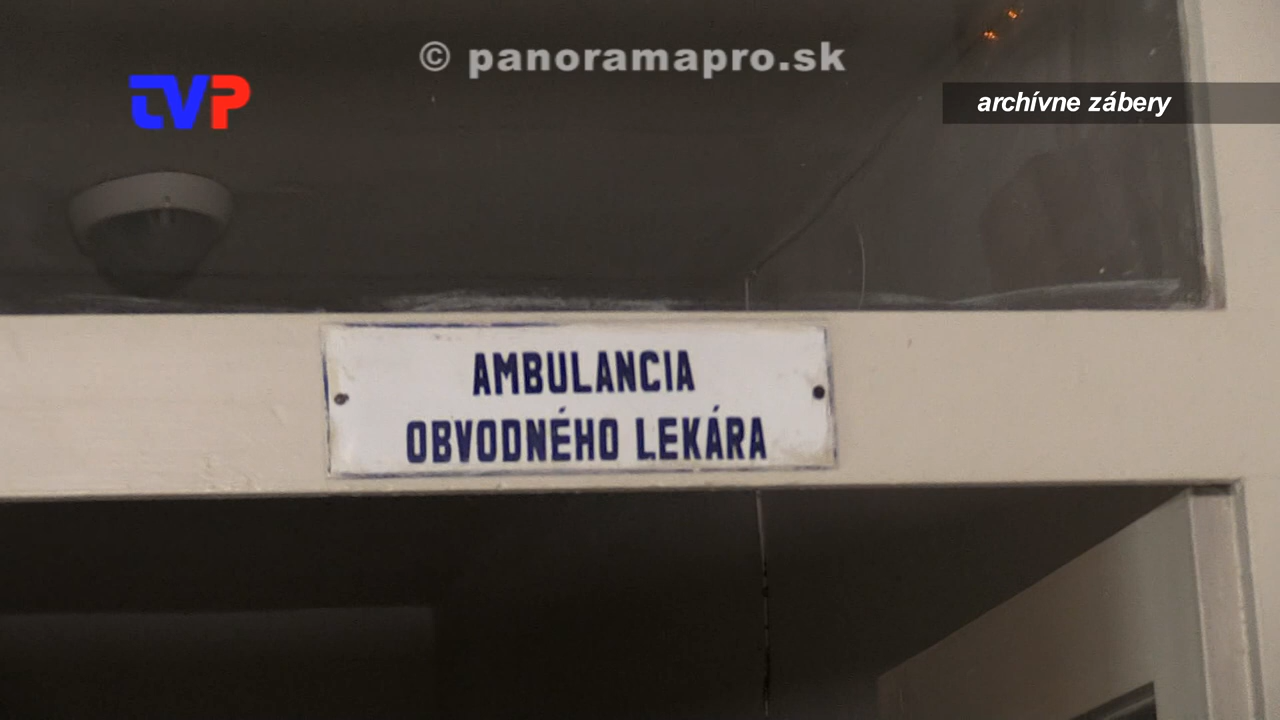 © panoramapro.sk
TVP
archívne zábery
AMBULANCIA
OBVODNÉHO LEKÁRA